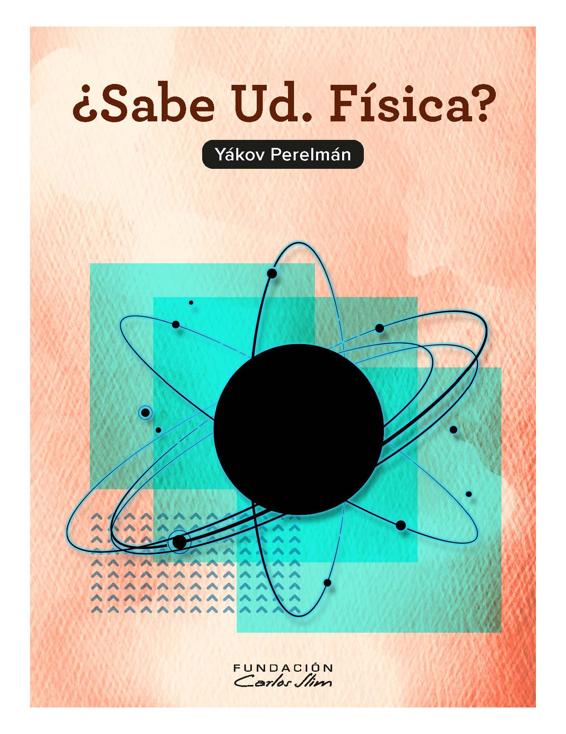 ¿Sabe Ud. Física?
Yákov Perelmán
FUNDACIÓN
Carlos Slim